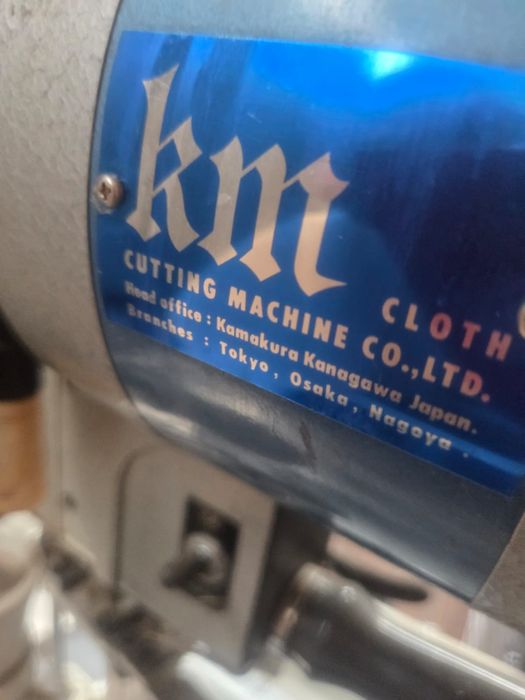 km
CLOTH
CUTTING MACHINE CO.,LTD.
Head office : Kamakura Kanagawa Japan.
Branches : Tokyo , Osaka , Nagoya .